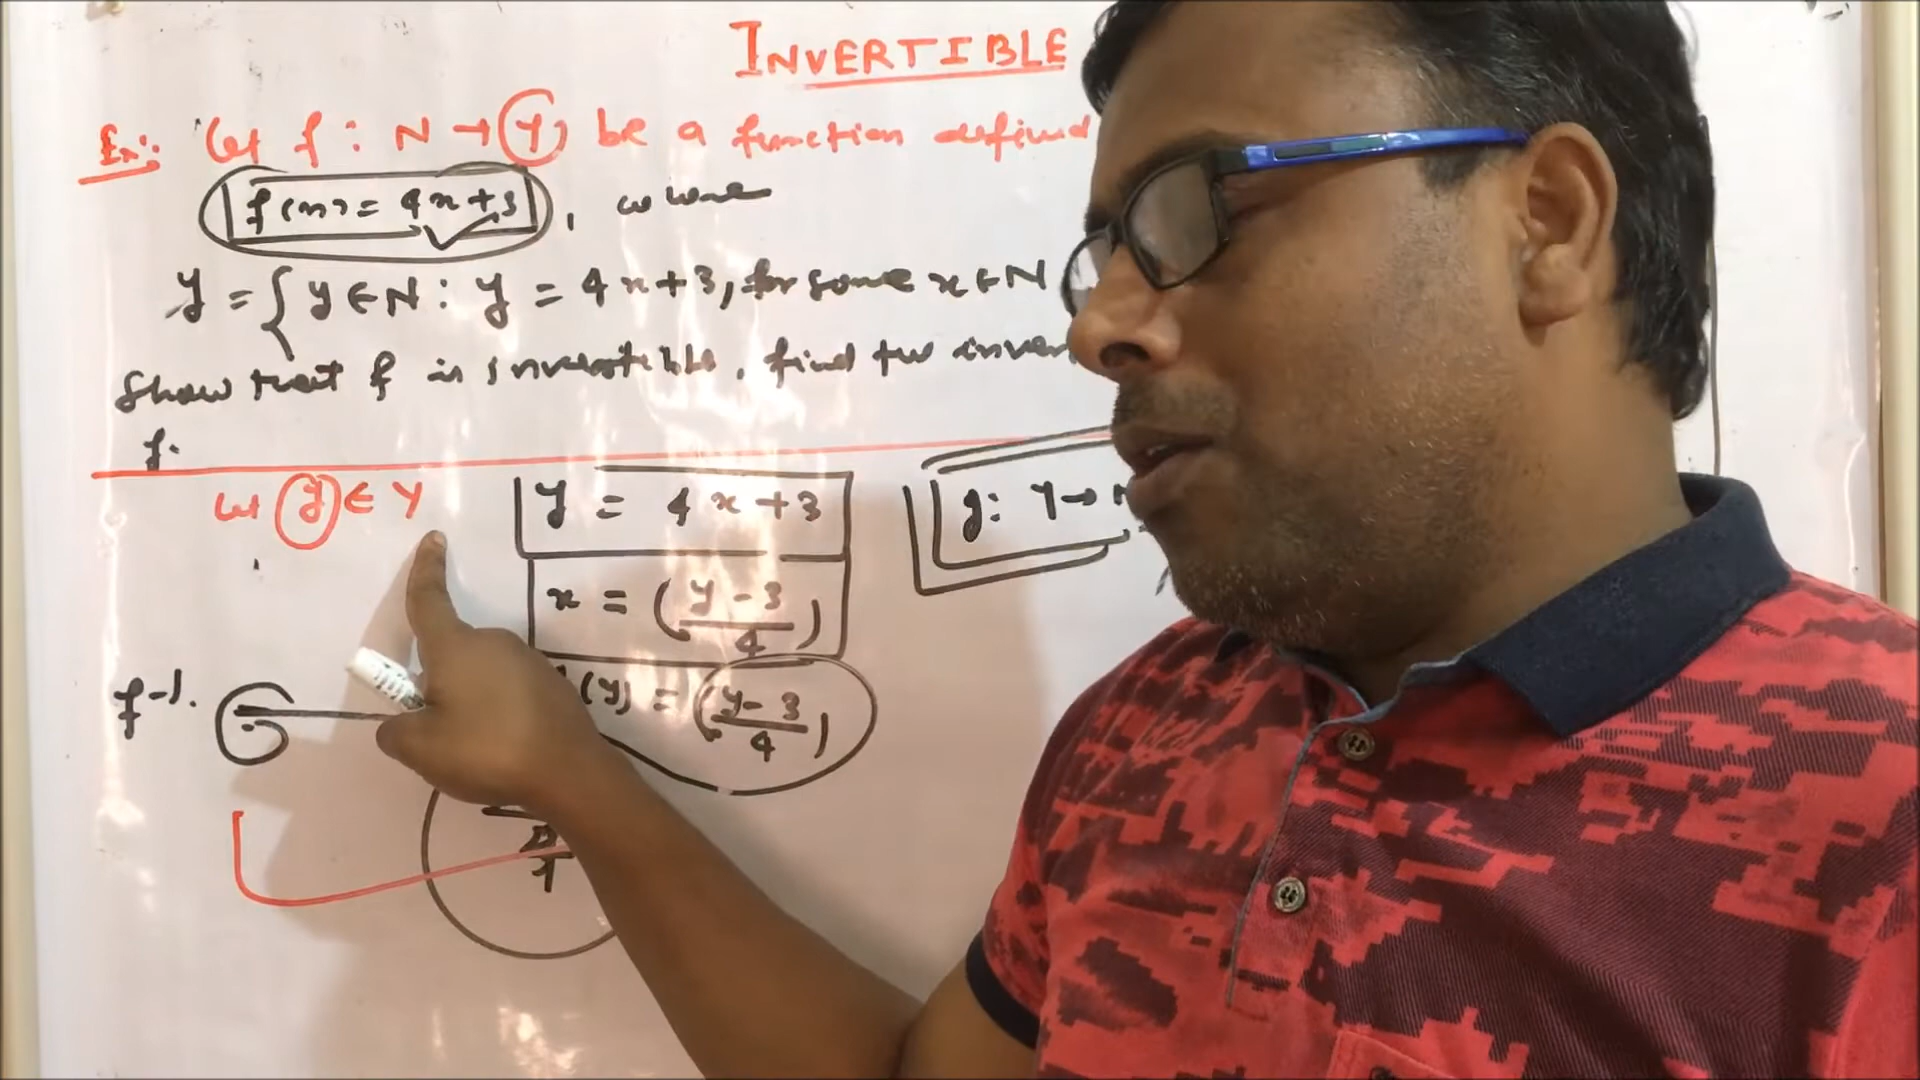 INVERTIBLE
Ex:- Let f : N → Y be a function defined
f(x) = 4x+3, where
Y = { y ∈ N : y = 4x+3, for some x ∈ N
Show that f is invertible. find the inver
f.
Let y ∈ Y
y = 4x+3
g: Y →
x = (y-3/4)
(y) = (y-3/4)
f-1.